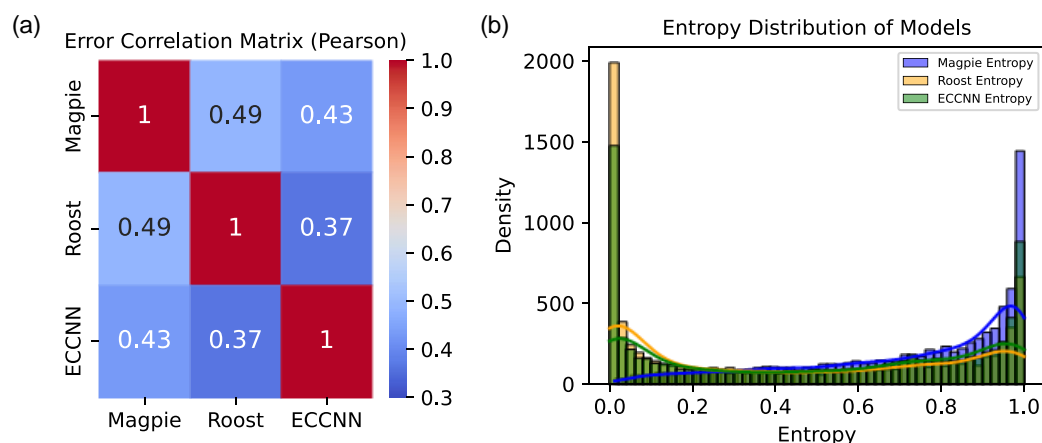 (a)
Error Correlation Matrix (Pearson)
Magpie
Roost
ECCNN
1 0.49 0.43
0.49 1 0.37
0.43 0.37 1
Magpie Roost ECCNN
1.0
0.9
0.8
0.7
0.6
0.5
0.4
0.3
(b)
Entropy Distribution of Models
Magpie Entropy
Roost Entropy
ECCNN Entropy
Density
2000
1500
1000
500
0
0.0 0.2 0.4 0.6 0.8 1.0
Entropy